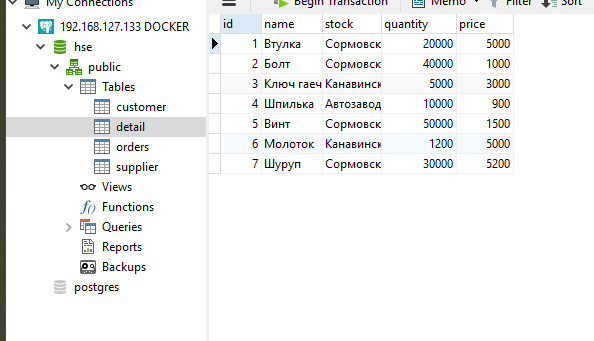 My Connections
192.168.127.133 DOCKER
hse
public
Tables
customer
detail
orders
supplier
Views
Functions
Queries
Reports
Backups
postgres
Begin Transaction Memo Filter Sort
id name stock quantity price
1 Втулка Сормовск 20000 5000
2 Болт Сормовск 40000 1000
3 Ключ гаеч Канавинск 5000 3000
4 Шпилька Автозавод 10000 900
5 Винт Сормовск 50000 1500
6 Молоток Канавинск 1200 5000
7 Шуруп Сормовск 30000 5200